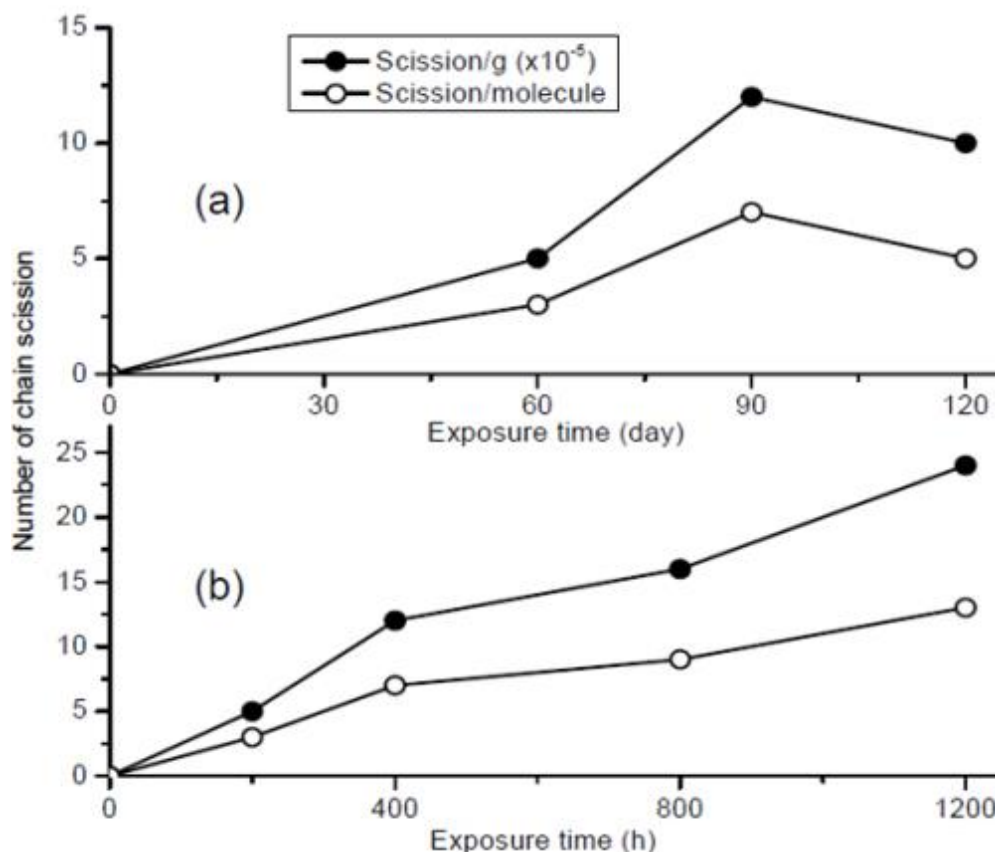 Number of chain scission
15
10
5
0
Scission/g (x10⁻⁵)
Scission/molecule
(a)
0 30 60 90 120
Exposure time (day)
25
20
15
10
5
0
(b)
0 400 800 1200
Exposure time (h)